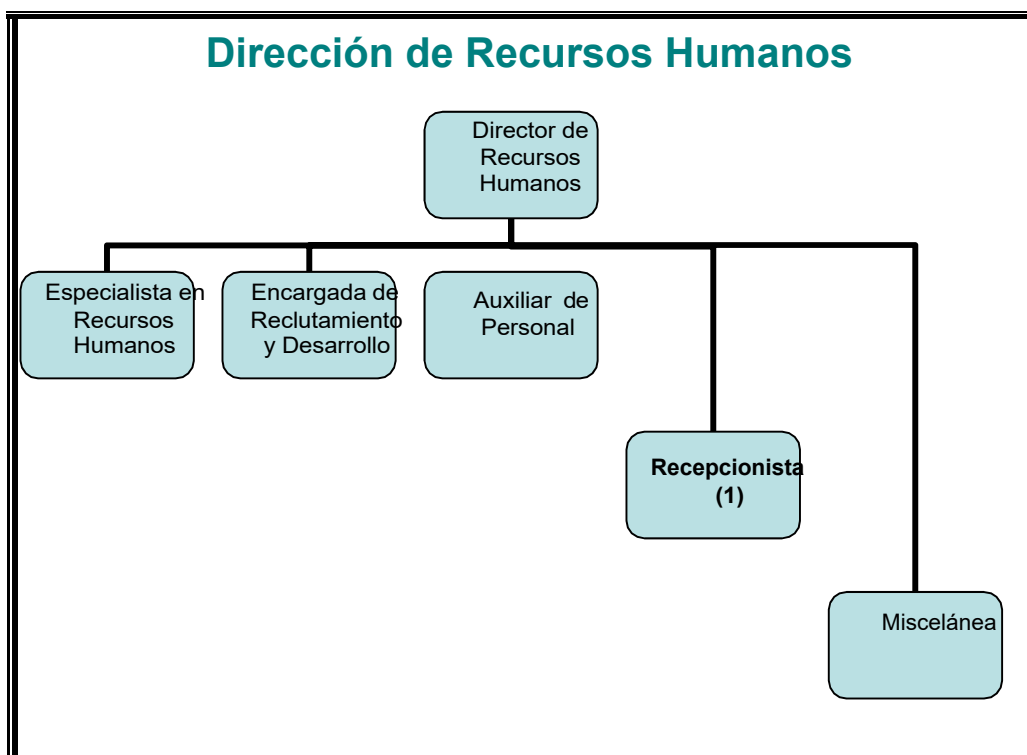 Dirección de Recursos Humanos
Director de
Recursos
Humanos
Especialista en
Recursos
Humanos
Encargada de
Reclutamiento
y Desarrollo
Auxiliar de
Personal
Recepcionista
(1)
Miscelánea